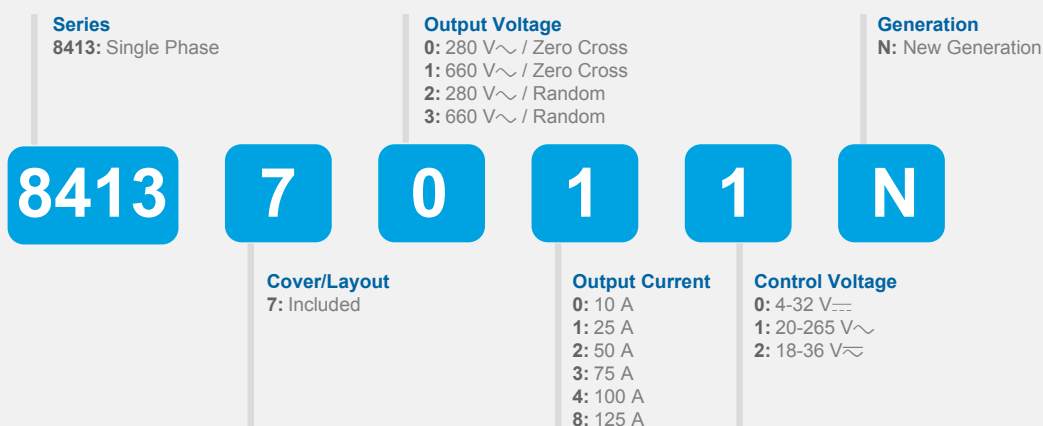 Series
8413: Single Phase
Output Voltage
0: 280 V∿ / Zero Cross
1: 660 V∿ / Zero Cross
2: 280 V∿ / Random
3: 660 V∿ / Random
Generation
N: New Generation
8413 7 0 1 1 N
Cover/Layout
7: Included
Output Current
0: 10 A
1: 25 A
2: 50 A
3: 75 A
4: 100 A
8: 125 A
Control Voltage
0: 4-32 V⎓
1: 20-265 V∿
2: 18-36 V⏦